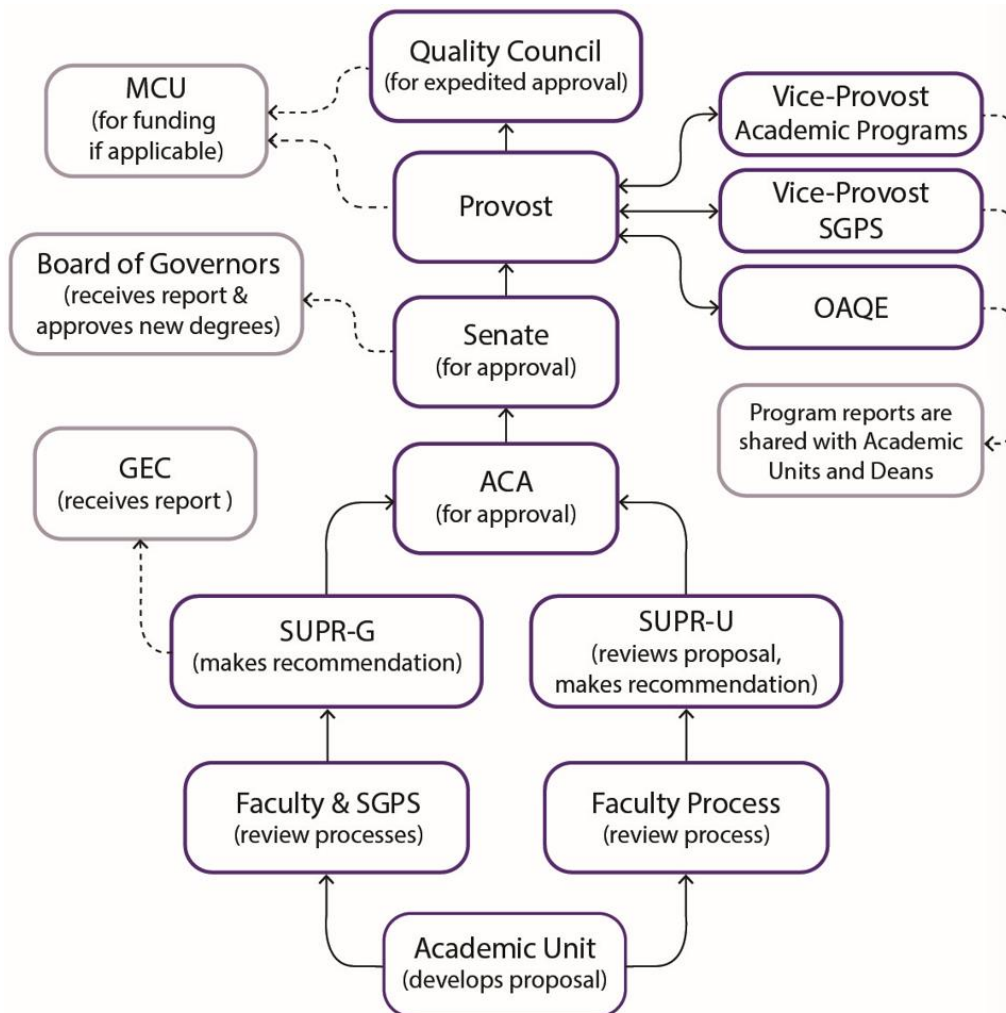 Quality Council
(for expedited approval)
MCU
(for funding
if applicable)
Vice-Provost
Academic Programs
Provost
Vice-Provost
SGPS
Board of Governors
(receives report &
approves new degrees)
OAQE
Senate
(for approval)
Program reports are
shared with Academic
Units and Deans
GEC
(receives report )
ACA
(for approval)
SUPR-G
(makes recommendation)
SUPR-U
(reviews proposal,
makes recommendation)
Faculty & SGPS
(review processes)
Faculty Process
(review process)
Academic Unit
(develops proposal)